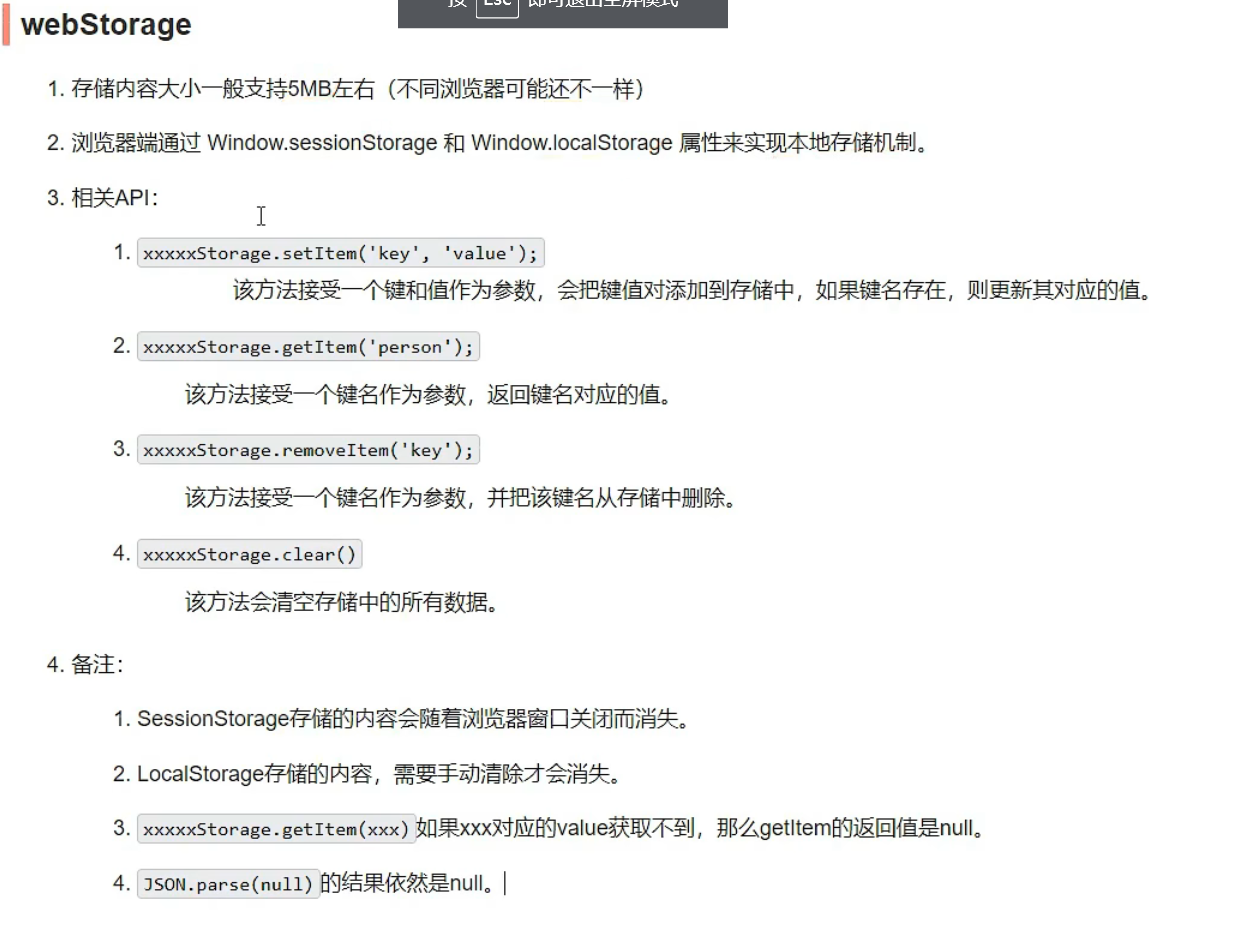 按 Esc 即可退出全屏模式
webStorage
1. 存储内容大小一般支持5MB左右（不同浏览器可能还不一样）
2. 浏览器端通过 Window.sessionStorage 和 Window.localStorage 属性来实现本地存储机制。
3. 相关API：
1. xxxxxStorage.setItem('key', 'value');
该方法接受一个键和值作为参数，会把键值对添加到存储中，如果键名存在，则更新其对应的值。
2. xxxxxStorage.getItem('person');
该方法接受一个键名作为参数，返回键名对应的值。
3. xxxxxStorage.removeItem('key');
该方法接受一个键名作为参数，并把该键名从存储中删除。
4. xxxxxStorage.clear()
该方法会清空存储中的所有数据。
4. 备注：
1. SessionStorage存储的内容会随着浏览器窗口关闭而消失。
2. LocalStorage存储的内容，需要手动清除才会消失。
3. xxxxxStorage.getItem(xxx)如果xxx对应的value获取不到，那么getItem的返回值是null。
4. JSON.parse(null)的结果依然是null。